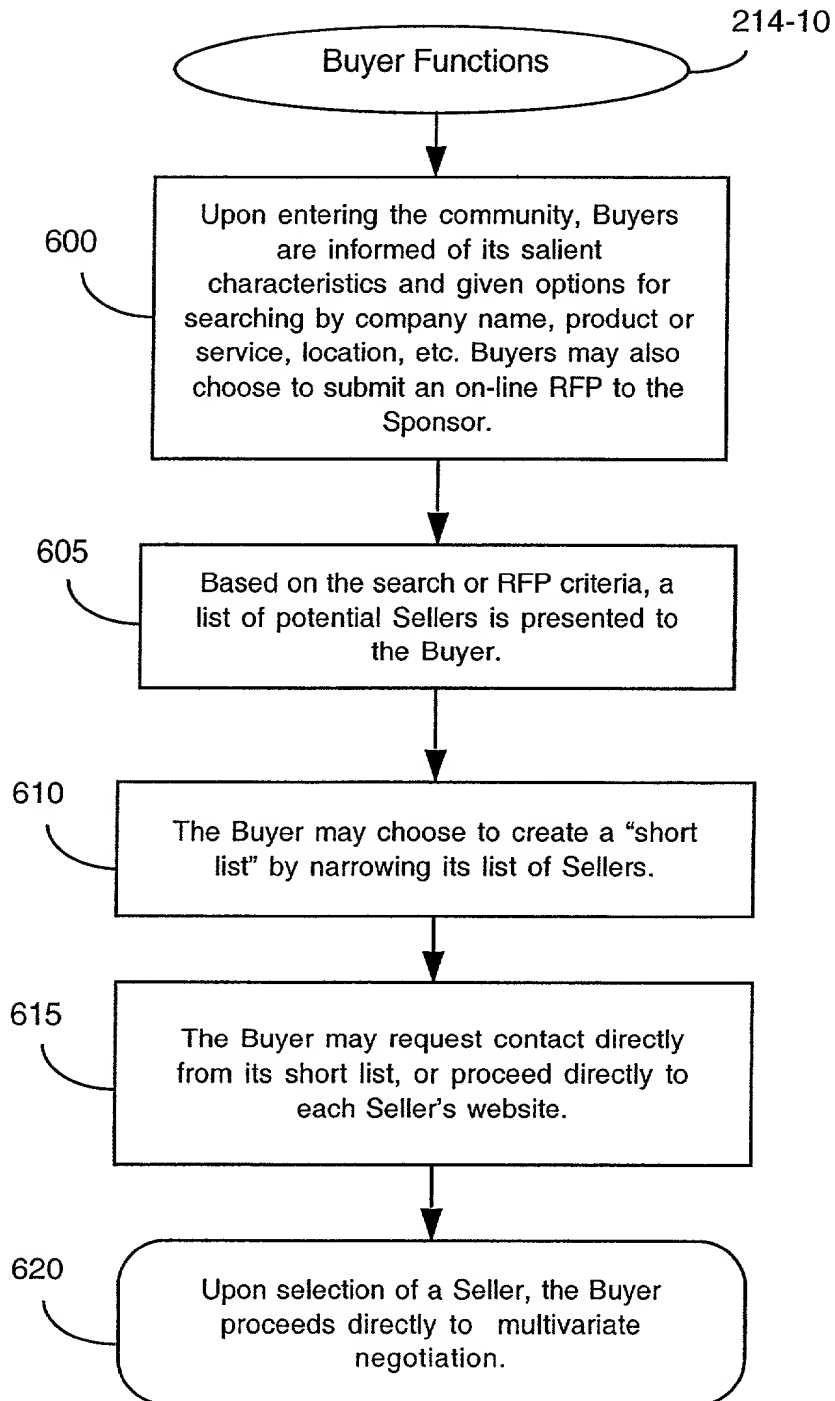 214-10
Buyer Functions
600
Upon entering the community, Buyers
are informed of its salient
characteristics and given options for
searching by company name, product or
service, location, etc. Buyers may also
choose to submit an on-line RFP to the
Sponsor.
605
Based on the search or RFP criteria, a
list of potential Sellers is presented to
the Buyer.
610
The Buyer may choose to create a “short
list” by narrowing its list of Sellers.
615
The Buyer may request contact directly
from its short list, or proceed directly to
each Seller's website.
620
Upon selection of a Seller, the Buyer
proceeds directly to multivariate
negotiation.